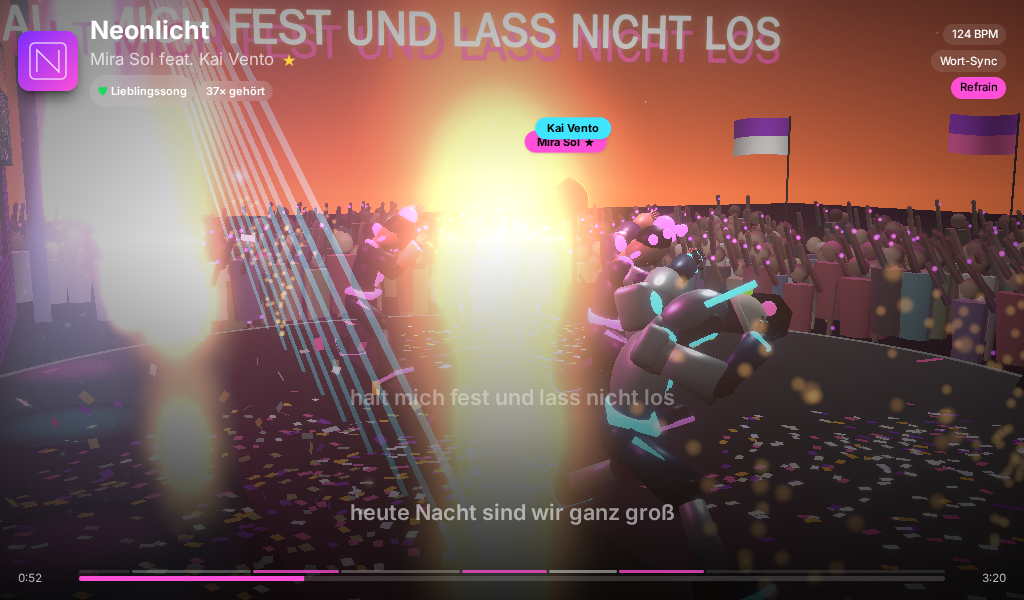 HALT MICH FEST UND LASS NICHT LOS
Neonlicht
Mira Sol feat. Kai Vento ★
Lieblingssong
37× gehört
124 BPM
Wort-Sync
Refrain
Kai Vento
Mira Sol ★
halt mich fest und lass nicht los
heute Nacht sind wir ganz groß
0:52
3:20